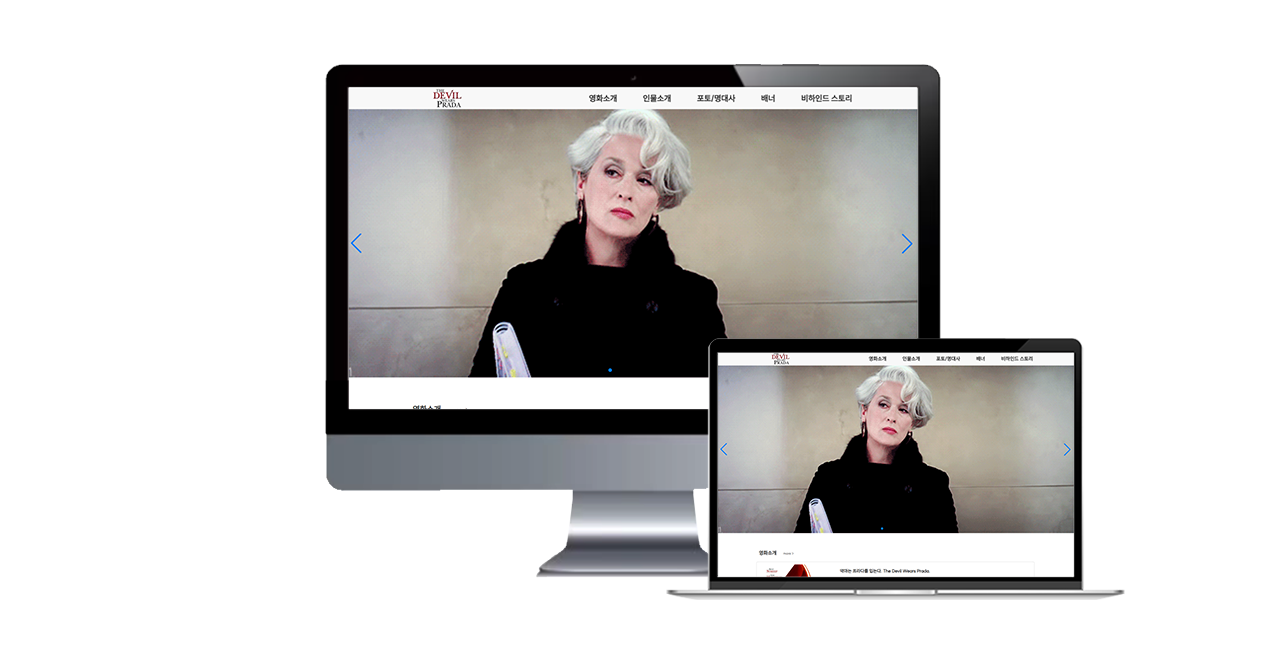 THE
DEVIL
WEARS
PRADA
영화소개 인물소개 포토/명대사 배너 비하인드 스토리
영화소개
THE
DEVIL
WEARS
PRADA
영화소개 인물소개 포토/명대사 배너 비하인드 스토리
영화소개
악마는 프라다를 입는다 The Devil Wears Prada